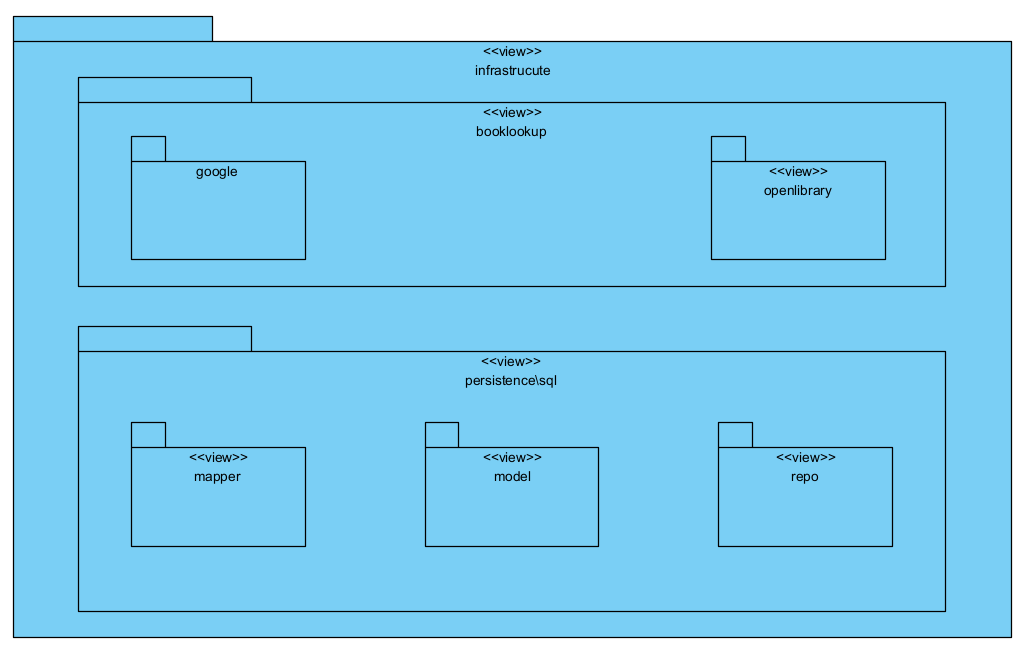 <<view>>
infrastrucute
<<view>>
booklookup
google
<<view>>
openlibrary
<<view>>
persistence\sql
<<view>>
mapper
<<view>>
model
<<view>>
repo